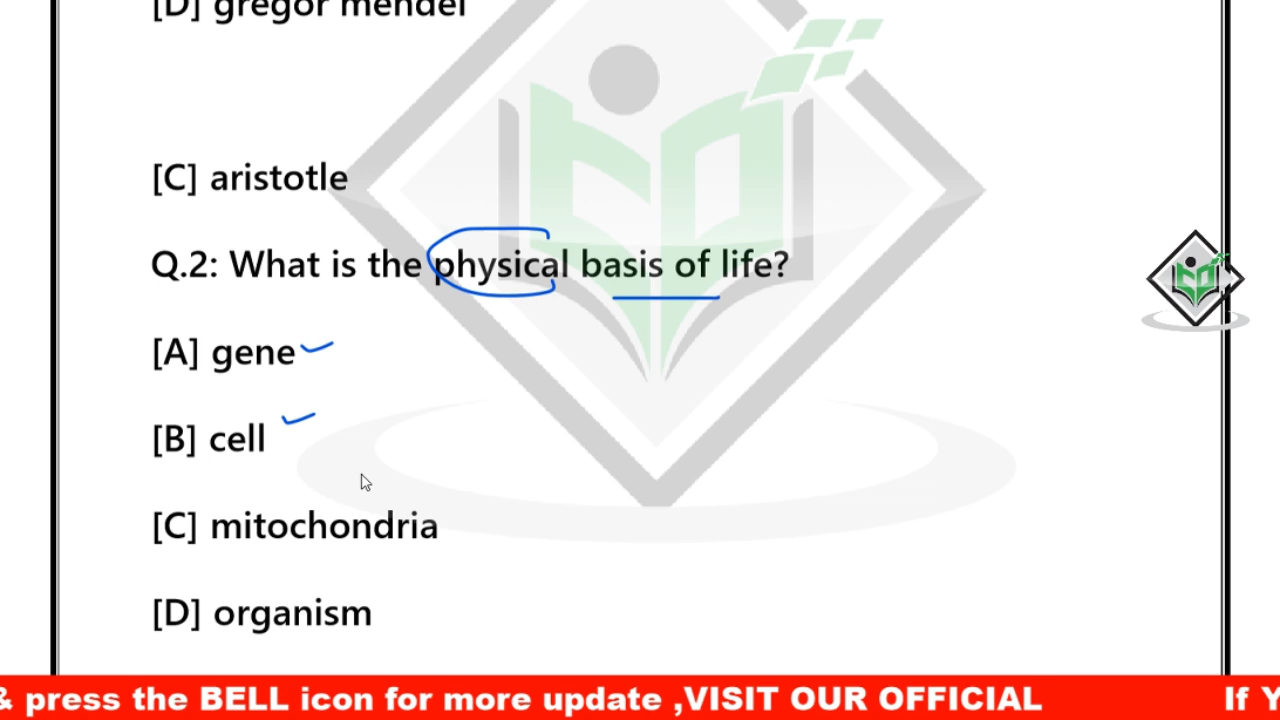 [D] gregor mendel
[C] aristotle
Q.2: What is the physical basis of life?
[A] gene
[B] cell
[C] mitochondria
[D] organism
& press the BELL icon for more update ,VISIT OUR OFFICIAL If Y